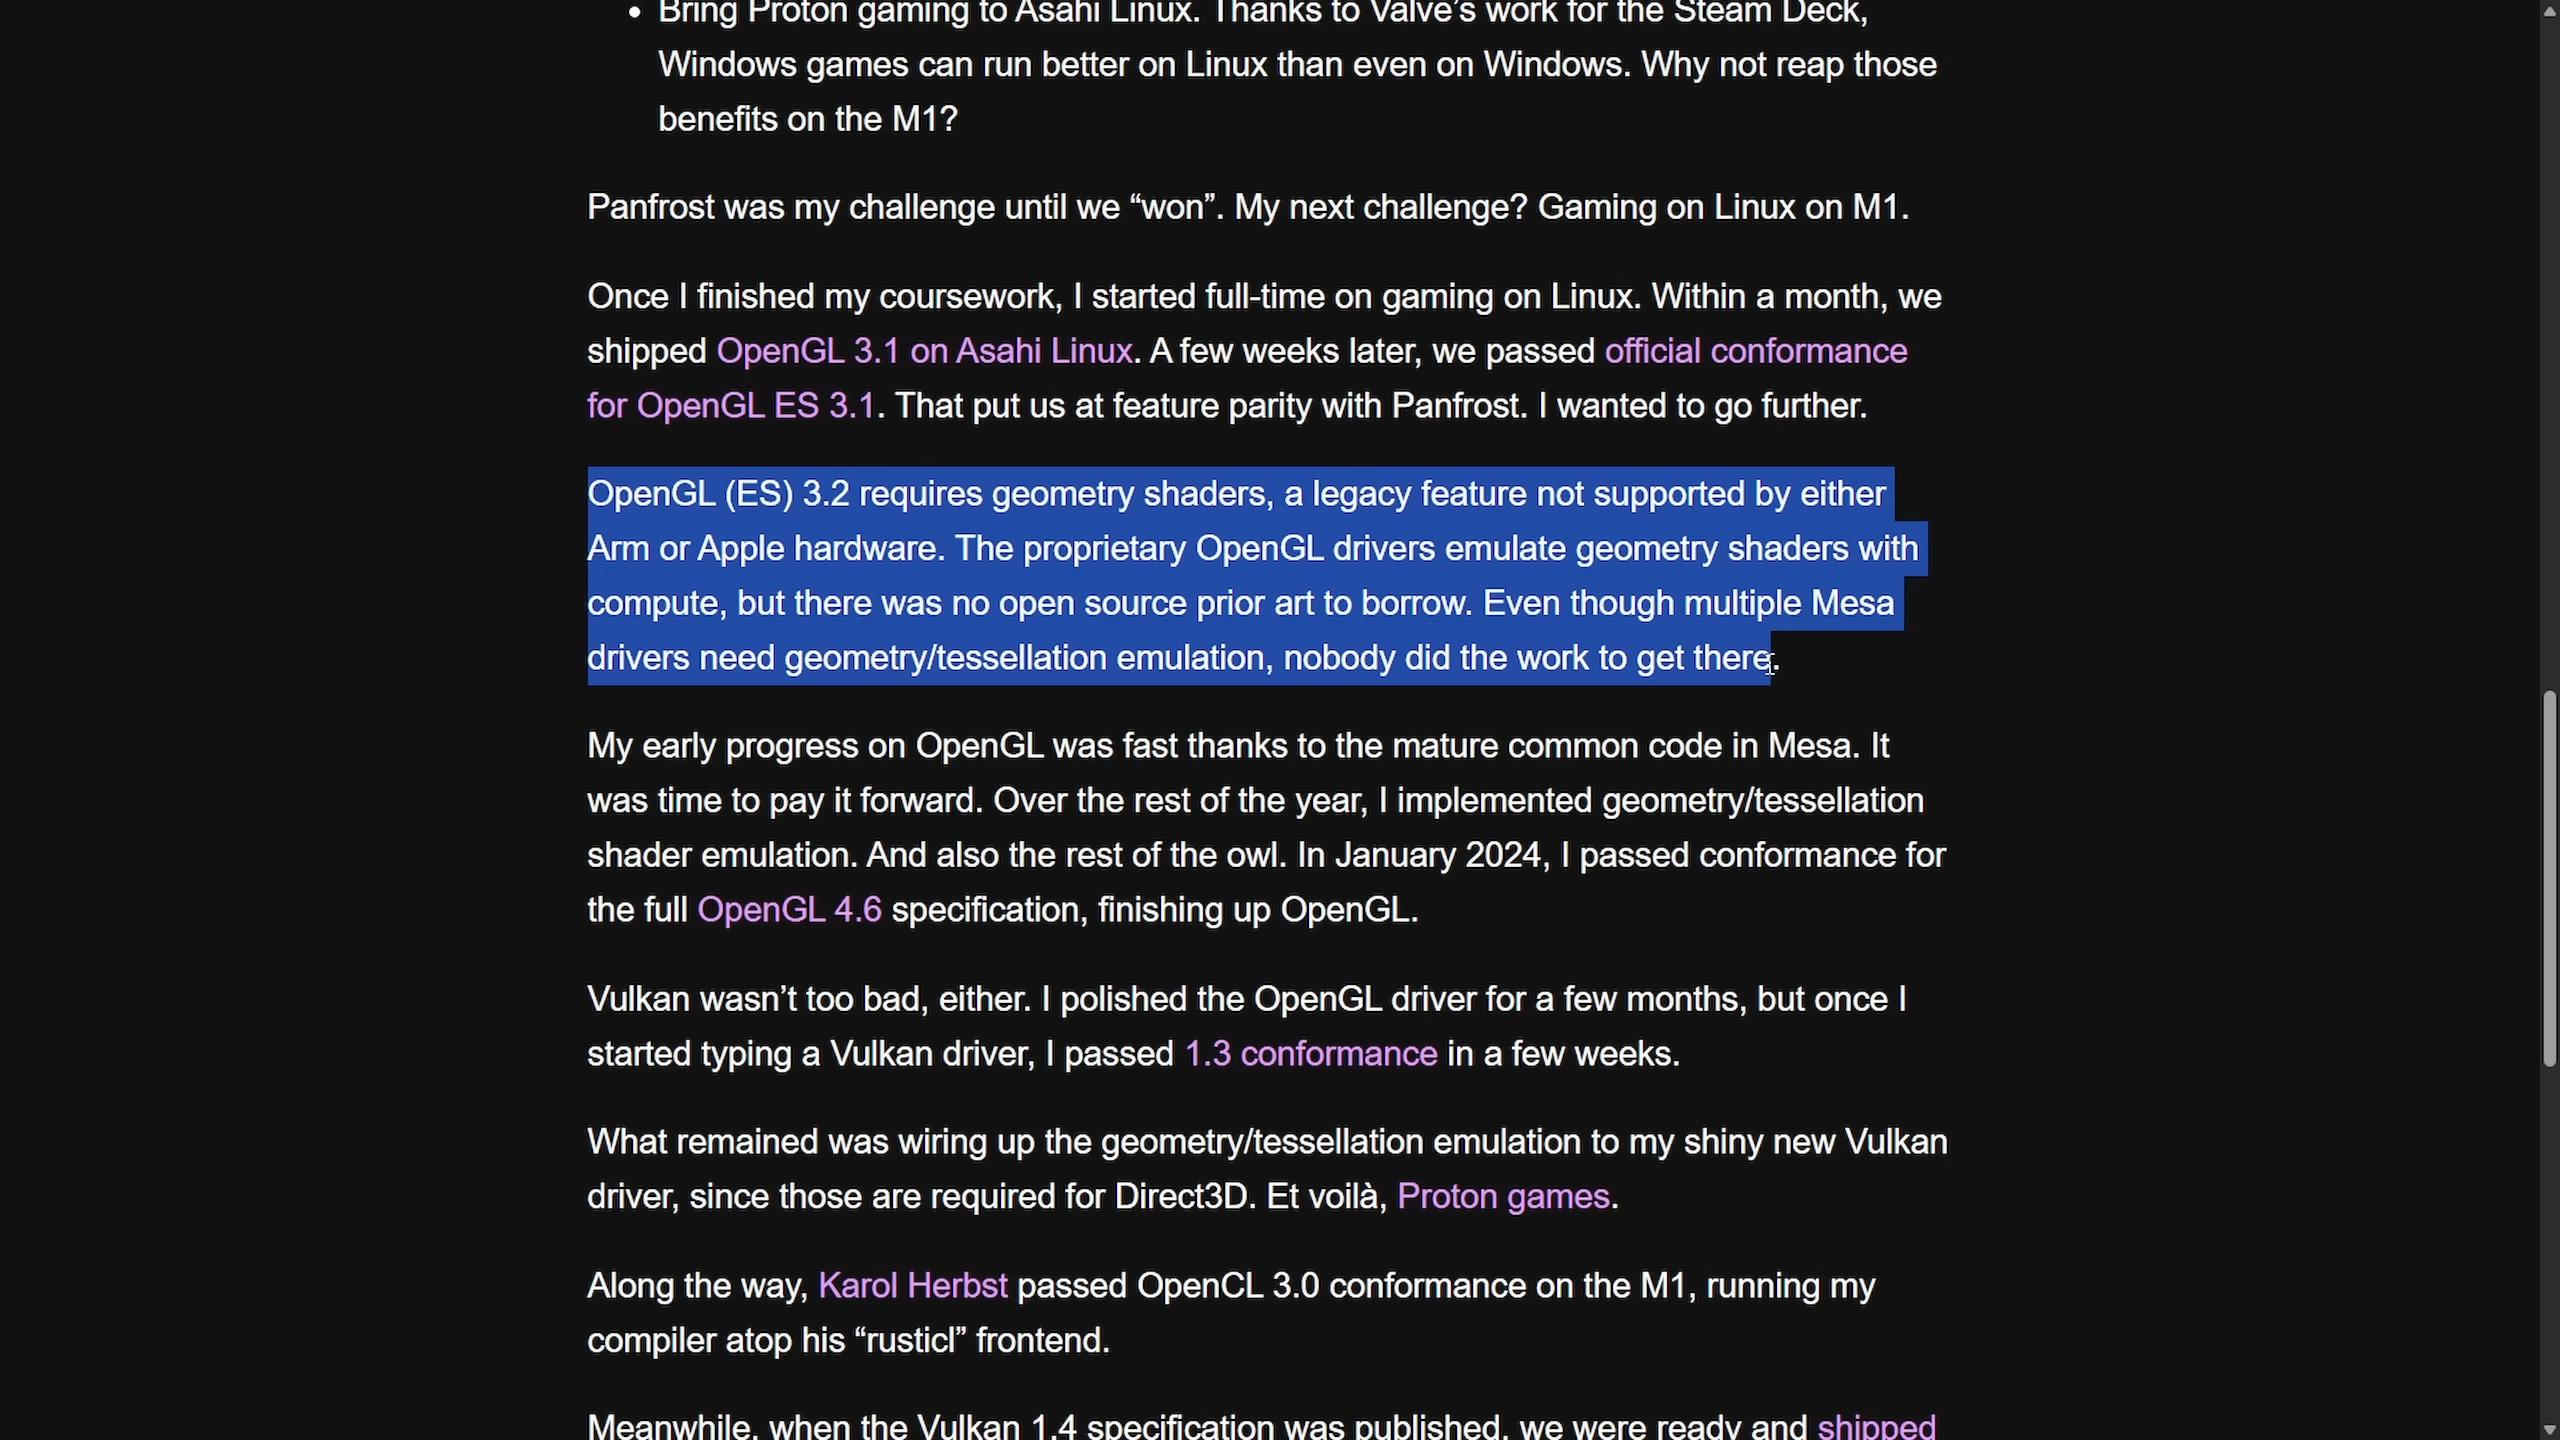 • Bring Proton gaming to Asahi Linux. Thanks to Valve’s work for the Steam Deck,
Windows games can run better on Linux than even on Windows. Why not reap those
benefits on the M1?
Panfrost was my challenge until we “won”. My next challenge? Gaming on Linux on M1.
Once I finished my coursework, I started full-time on gaming on Linux. Within a month, we
shipped OpenGL 3.1 on Asahi Linux. A few weeks later, we passed official conformance
for OpenGL ES 3.1. That put us at feature parity with Panfrost. I wanted to go further.
OpenGL (ES) 3.2 requires geometry shaders, a legacy feature not supported by either
Arm or Apple hardware. The proprietary OpenGL drivers emulate geometry shaders with
compute, but there was no open source prior art to borrow. Even though multiple Mesa
drivers need geometry/tessellation emulation, nobody did the work to get there.
My early progress on OpenGL was fast thanks to the mature common code in Mesa. It
was time to pay it forward. Over the rest of the year, I implemented geometry/tessellation
shader emulation. And also the rest of the owl. In January 2024, I passed conformance for
the full OpenGL 4.6 specification, finishing up OpenGL.
Vulkan wasn’t too bad, either. I polished the OpenGL driver for a few months, but once I
started typing a Vulkan driver, I passed 1.3 conformance in a few weeks.
What remained was wiring up the geometry/tessellation emulation to my shiny new Vulkan
driver, since those are required for Direct3D. Et voilà, Proton games.
Along the way, Karol Herbst passed OpenCL 3.0 conformance on the M1, running my
compiler atop his “rusticl” frontend.
Meanwhile, when the Vulkan 1.4 specification was published, we were ready and shipped